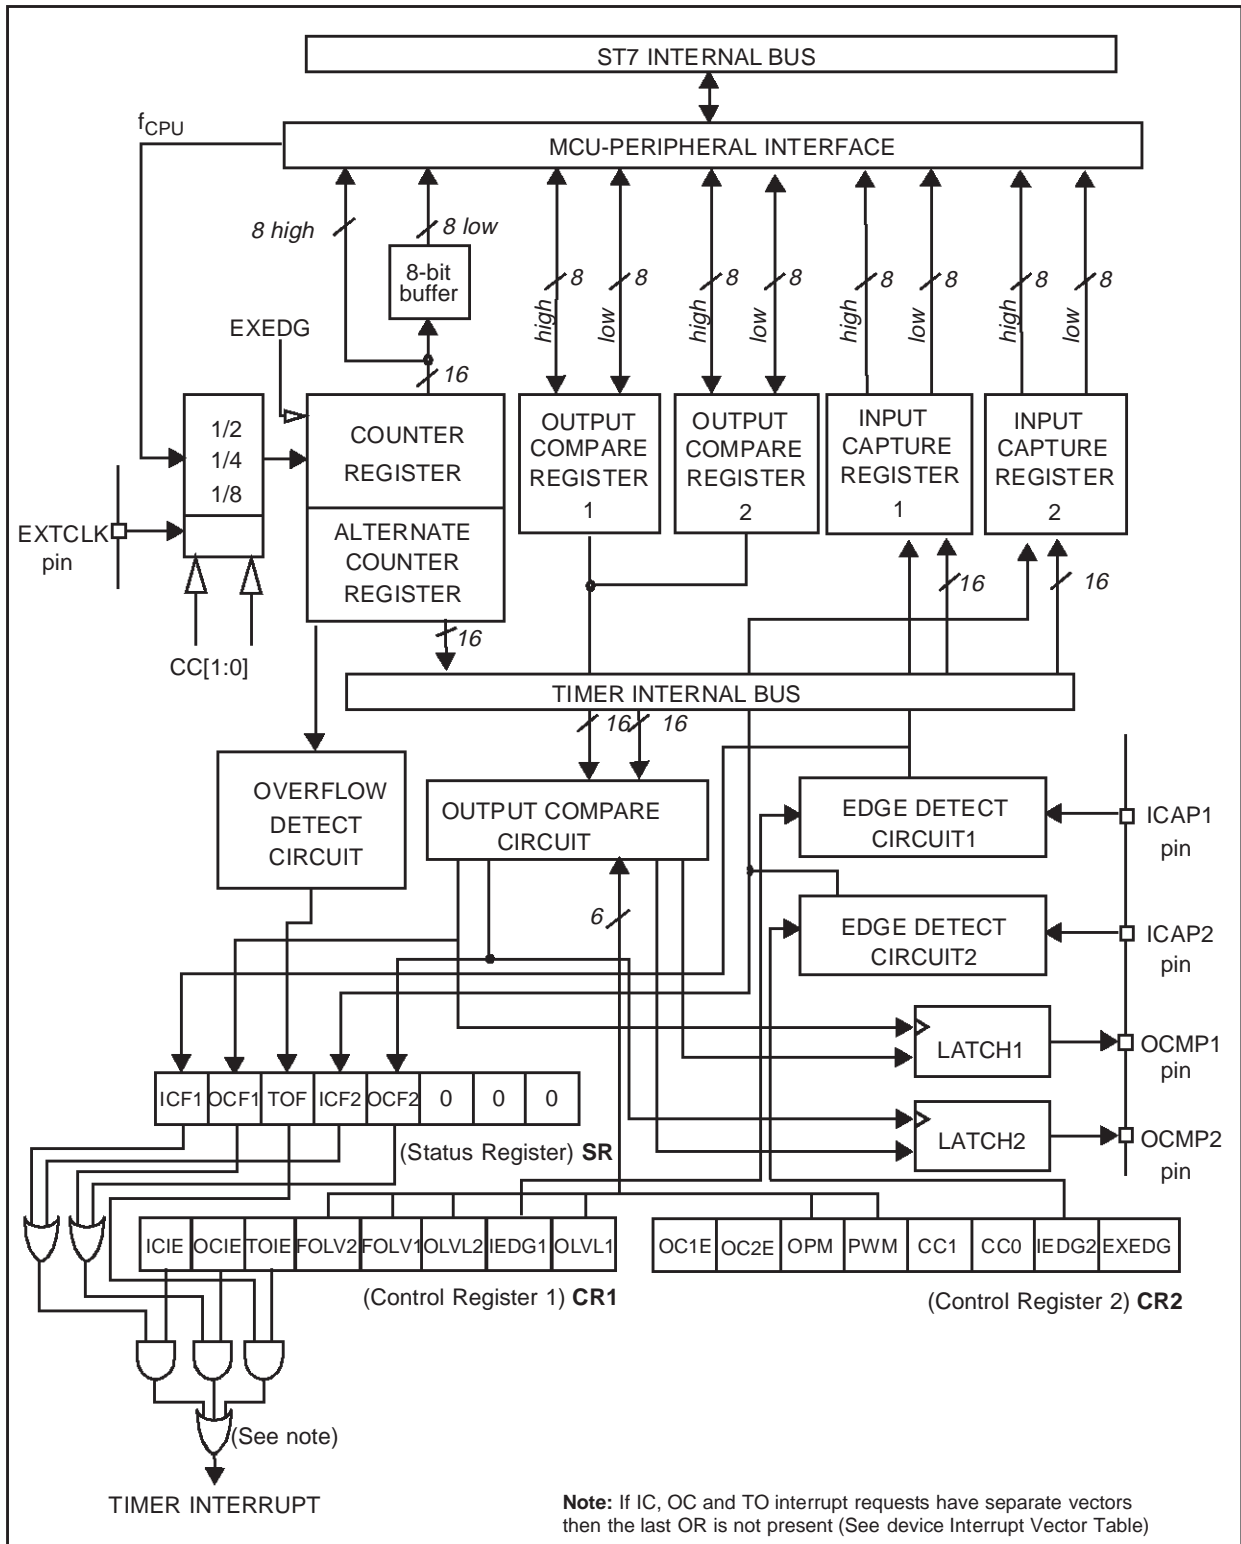 ST7 INTERNAL BUS
fCPU
MCU-PERIPHERAL INTERFACE
8 high
8 low
8-bit
buffer
8
8
8
8
8
8
8
8
high
low
high
low
high
low
high
low
EXEDG
16
1/2
1/4
1/8
COUNTER
REGISTER
OUTPUT
COMPARE
REGISTER
1
OUTPUT
COMPARE
REGISTER
2
INPUT
CAPTURE
REGISTER
1
INPUT
CAPTURE
REGISTER
2
EXTCLK
pin
ALTERNATE
COUNTER
REGISTER
16
16
16
CC[1:0]
TIMER INTERNAL BUS
16
16
OVERFLOW
DETECT
CIRCUIT
OUTPUT COMPARE
CIRCUIT
EDGE DETECT
CIRCUIT1
ICAP1
pin
6
EDGE DETECT
CIRCUIT2
ICAP2
pin
LATCH1
OCMP1
pin
ICF1 OCF1 TOF ICF2 OCF2 0 0 0
(Status Register) SR
LATCH2
OCMP2
pin
ICIE OCIE TOIE FOLV2 FOLV1 OLVL2 IEDG1 OLVL1
(Control Register 1) CR1
OC1E OC2E OPM PWM CC1 CC0 IEDG2 EXEDG
(Control Register 2) CR2
(See note)
TIMER INTERRUPT
Note: If IC, OC and TO interrupt requests have separate vectors
then the last OR is not present (See device Interrupt Vector Table)